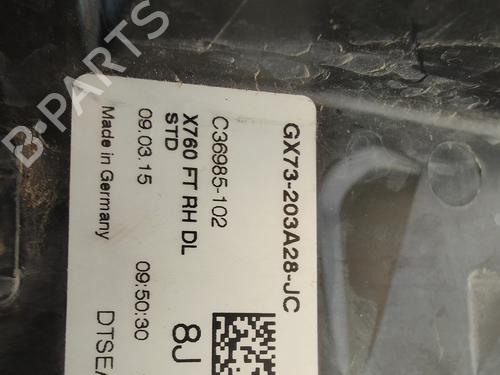 GX73-203A28-JC
C36985-102
X760 FT RH DL
STD
8J
09.03.15
09:50:30
Made in Germany
B-PARTS